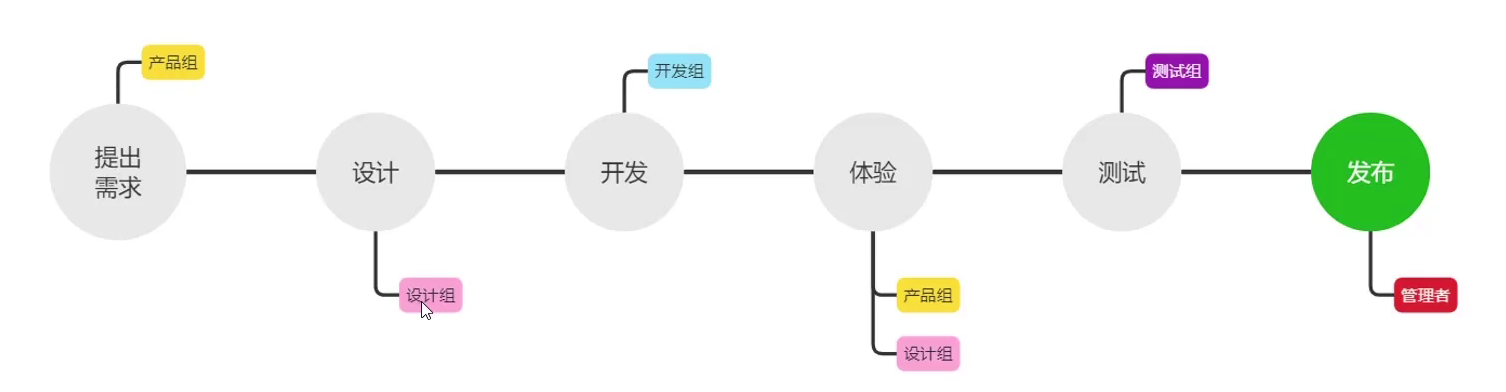 产品组
开发组
测试组
提出
需求
设计
开发
体验
测试
发布
设计组
产品组
管理者
设计组